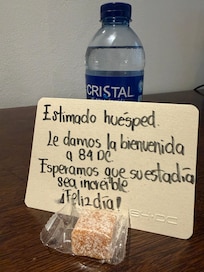 CRISTAL
Estimado huésped.
Le damos la bienvenida
a 84 DC.
Esperamos que su estadía
sea increíble
¡Feliz día!